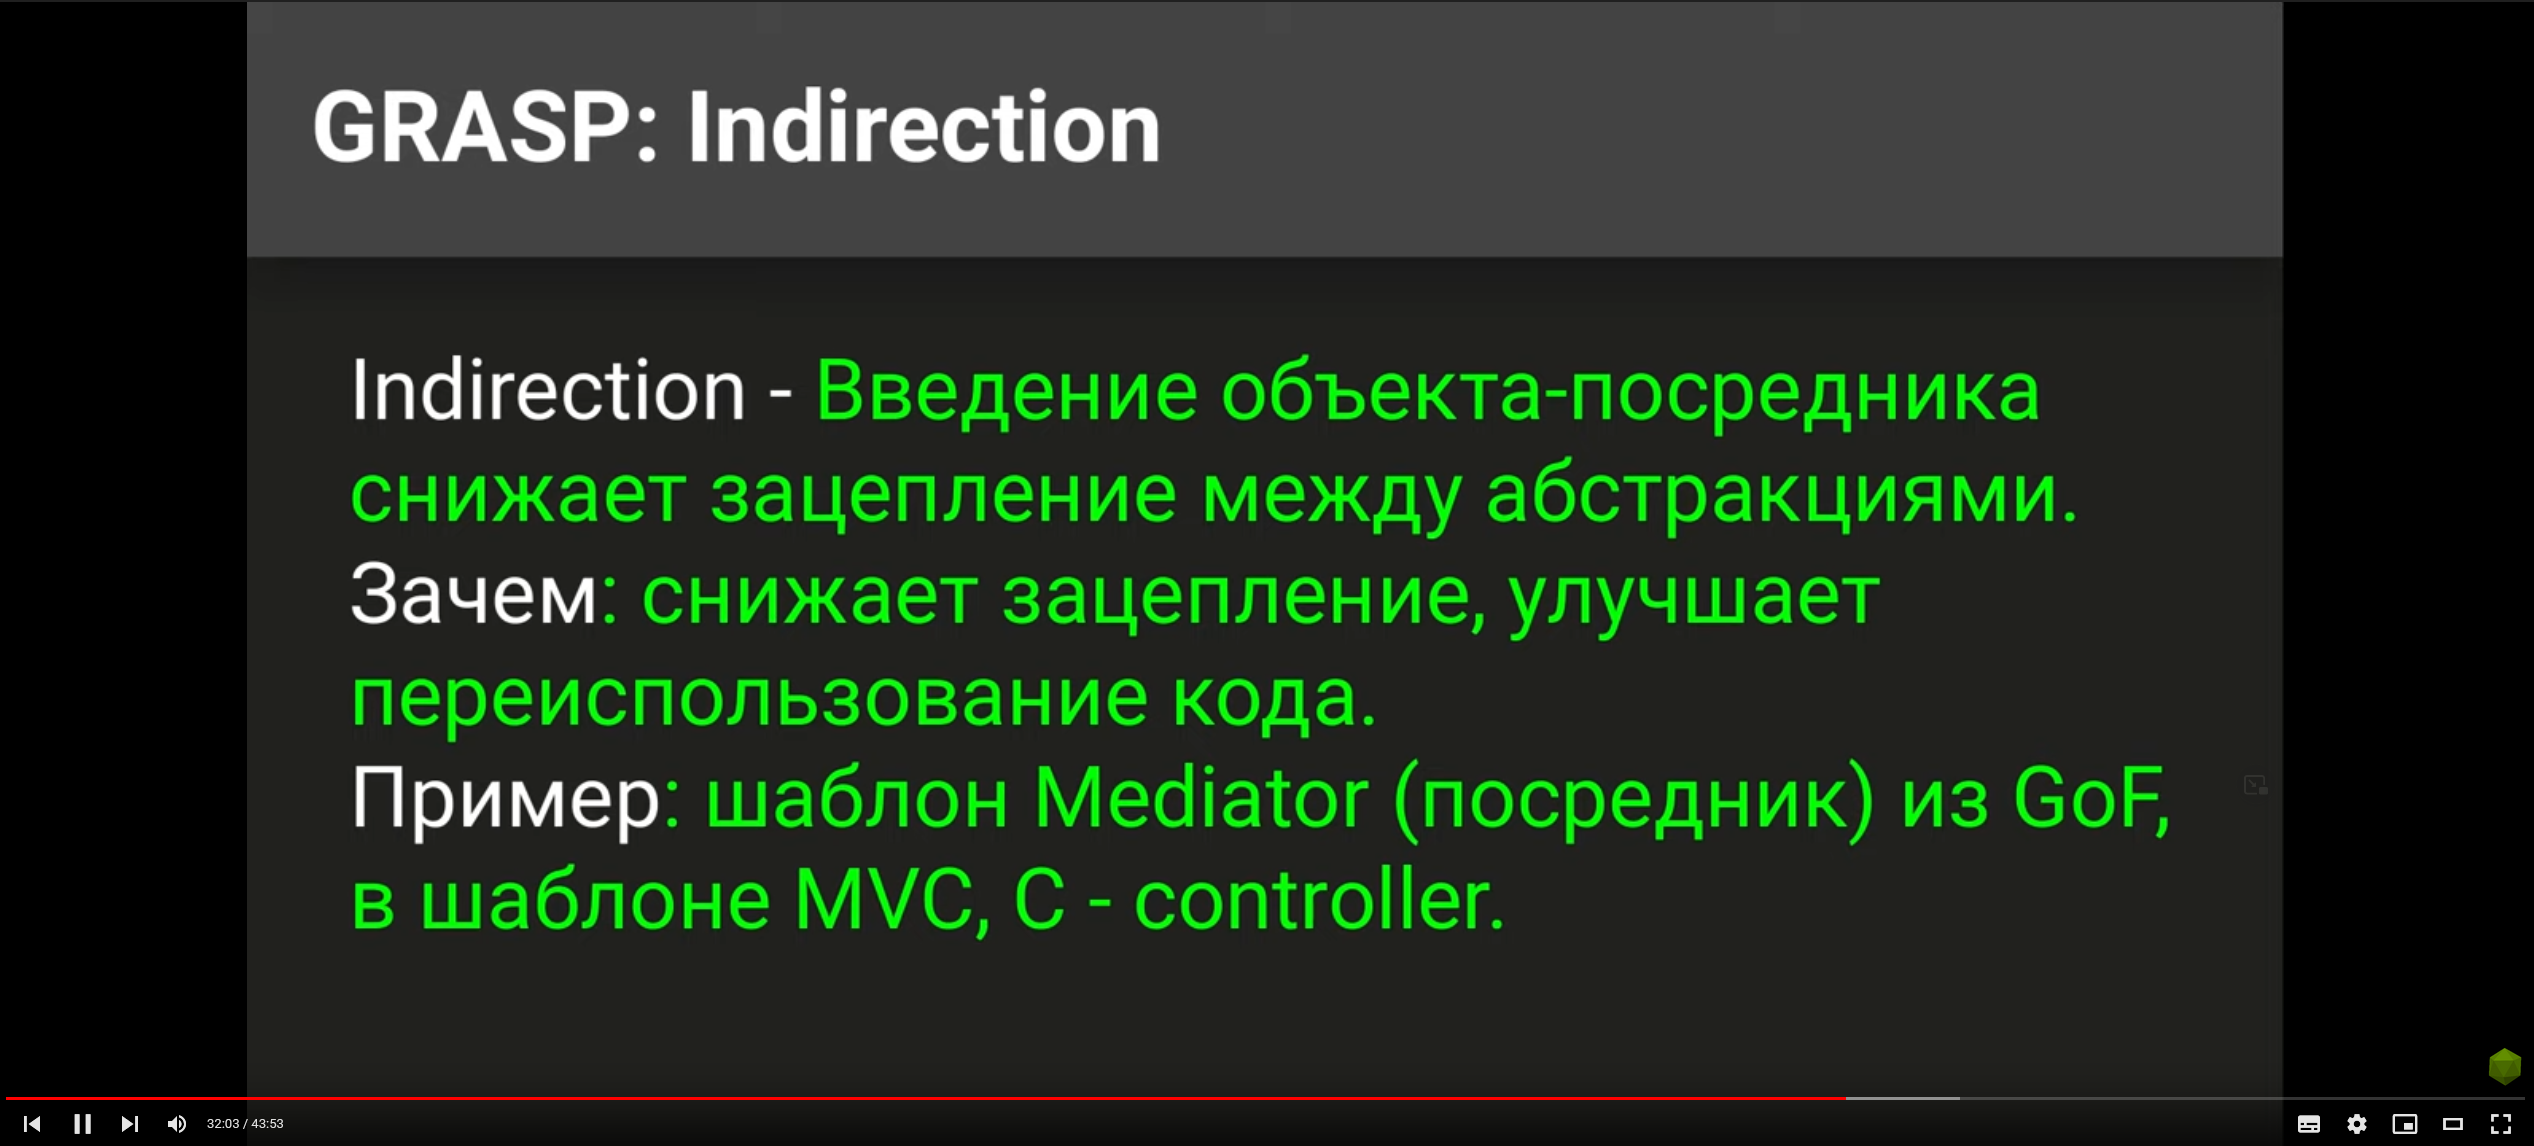 GRASP: Indirection
Indirection - Введение объекта-посредника
снижает зацепление между абстракциями.
Зачем: снижает зацепление, улучшает
переиспользование кода.
Пример: шаблон Mediator (посредник) из GoF,
в шаблоне MVC, C - controller.
32:03 / 43:53